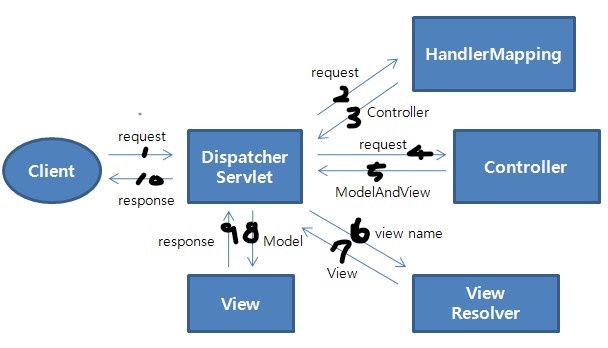 HandlerMapping
request
2
3
Controller
request
1
10
response
Client
Dispatcher
Servlet
request
4
5
ModelAndView
Controller
response
9
8
Model
6
view name
7
View
View
View
Resolver